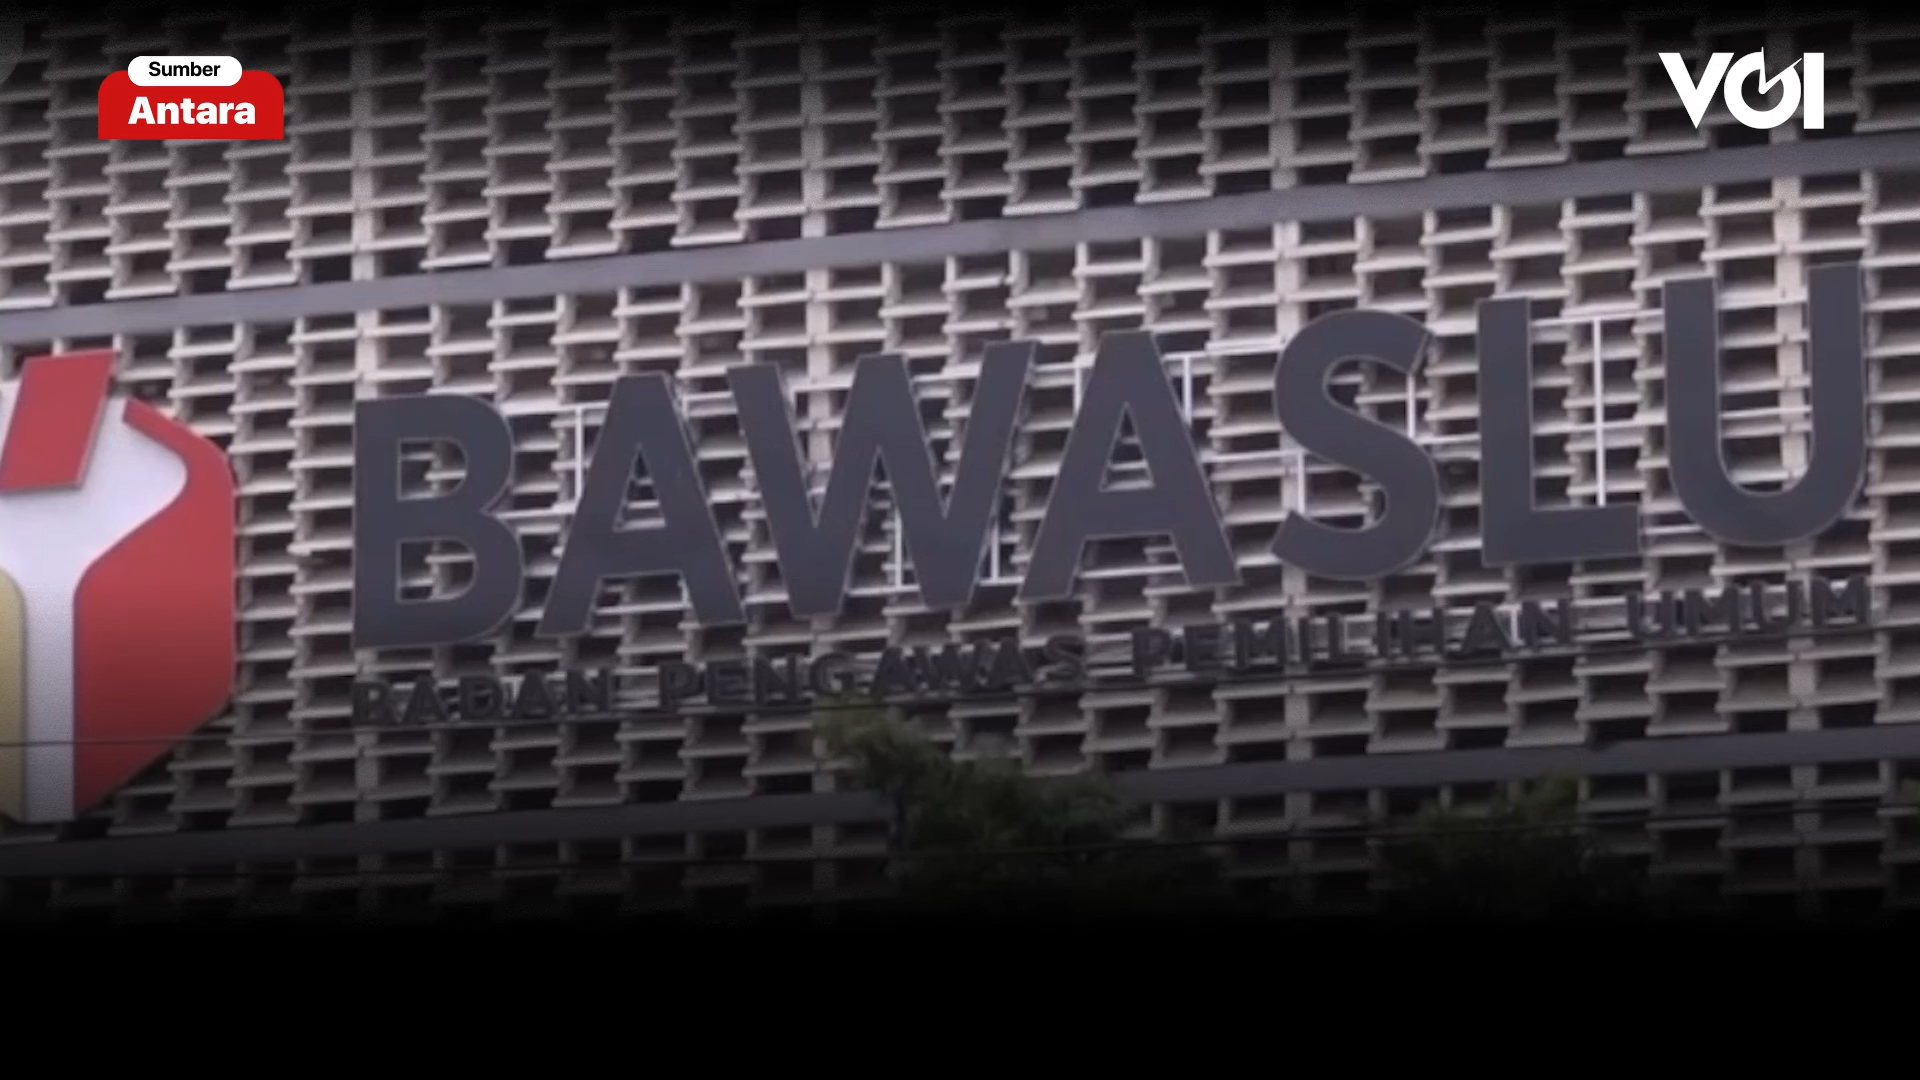 Sumber
Antara
VOI
BAWASLU
BADAN PENGAWAS PEMILIHAN UMUM